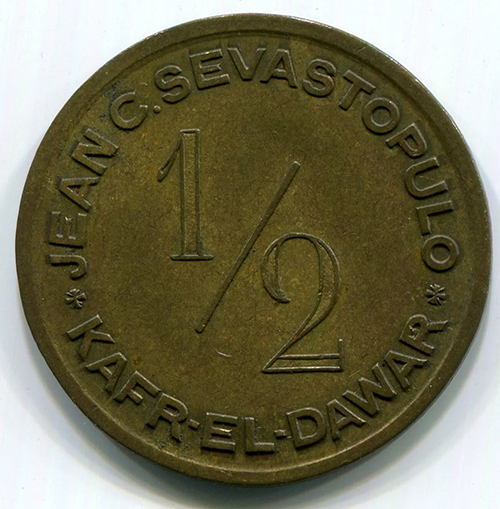 JEAN C. SEVASTOPULO
1/2
* KAFR-EL-DAWAR *